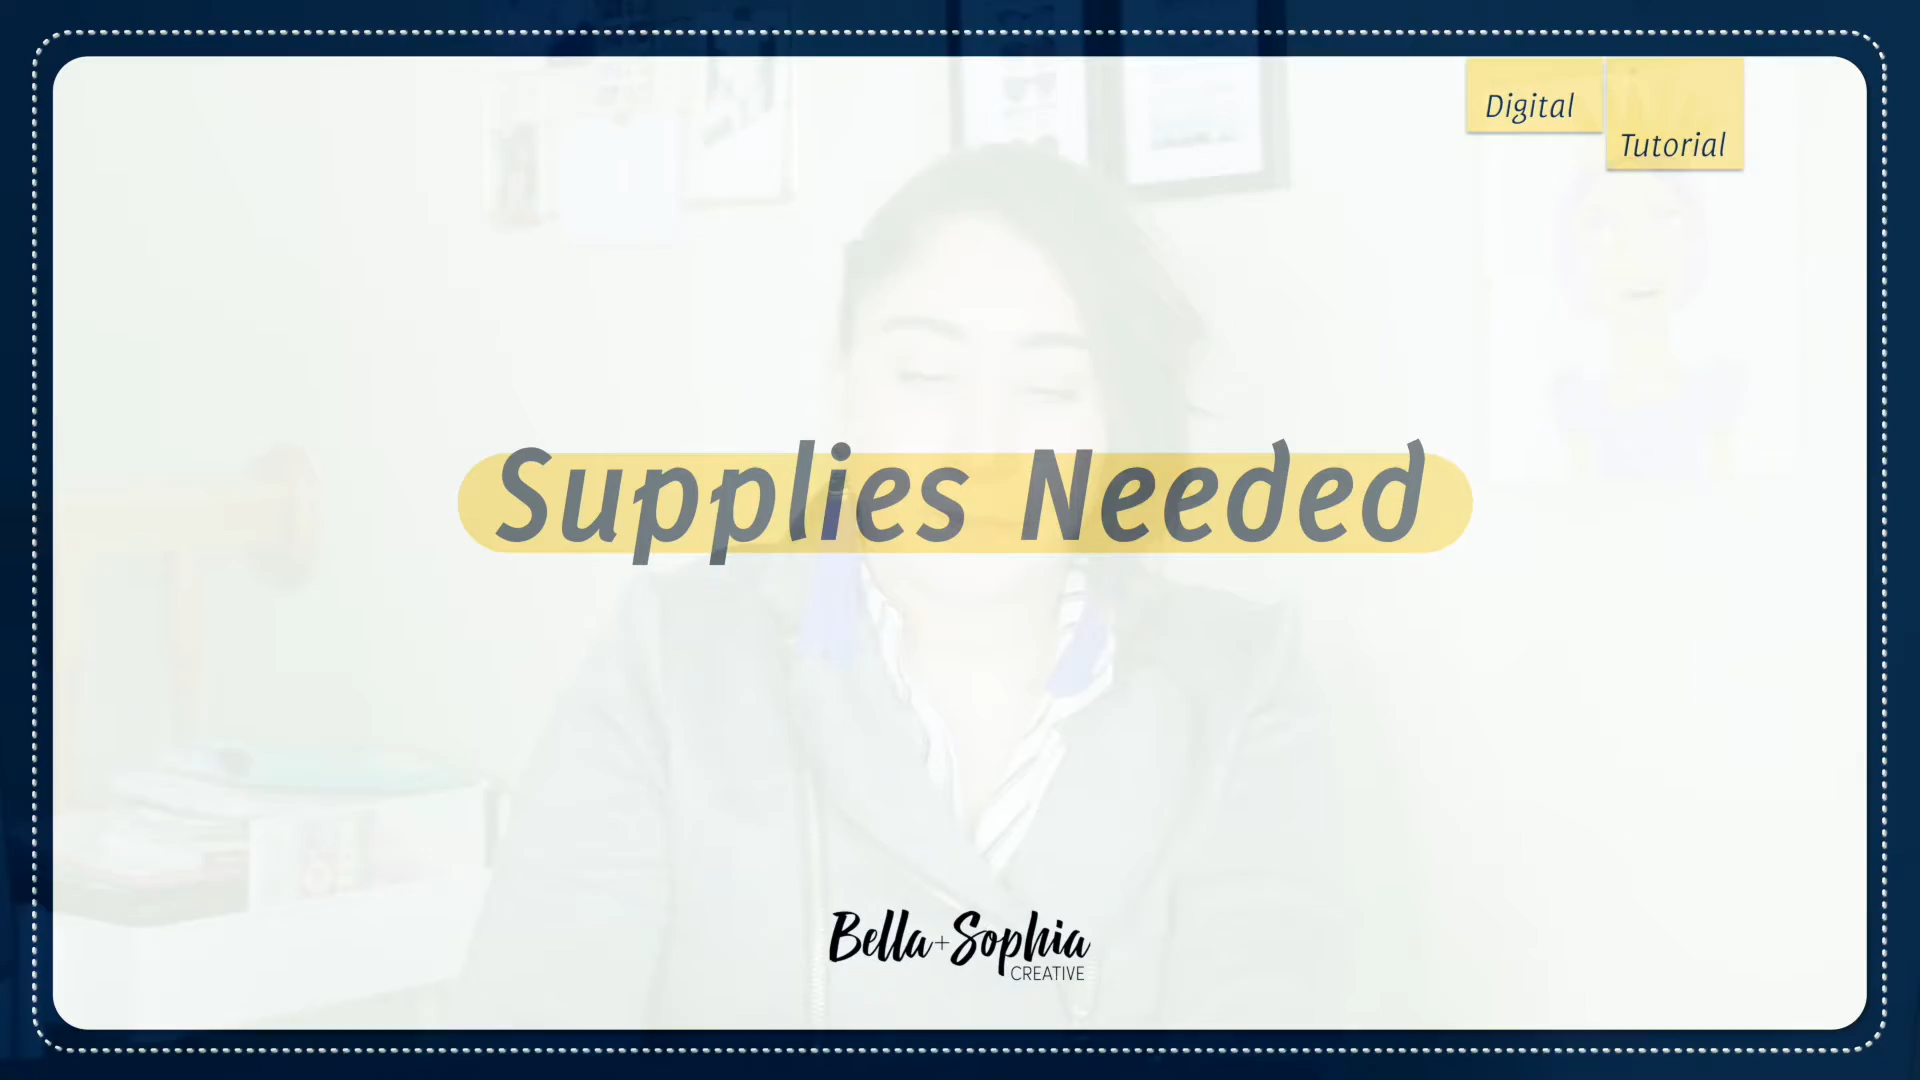 Digital
Tutorial
Supplies Needed
Bella+Sophia
CREATIVE